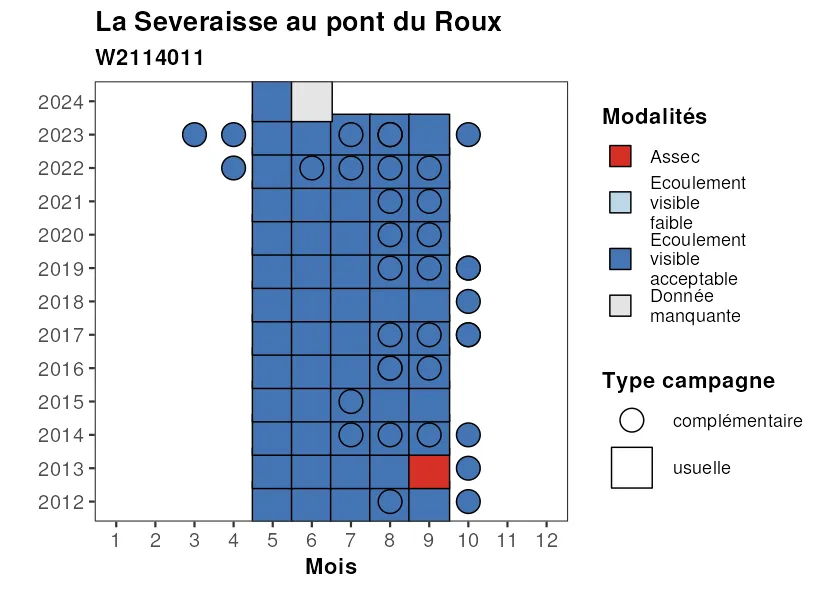 La Severaisse au pont du Roux
W2114011
2024
2023
2022
2021
2020
2019
2018
2017
2016
2015
2014
2013
2012
1 2 3 4 5 6 7 8 9 10 11 12
Mois
Modalités
Assec
Ecoulement
visible
faible
Ecoulement
visible
acceptable
Donnée
manquante
Type campagne
complémentaire
usuelle